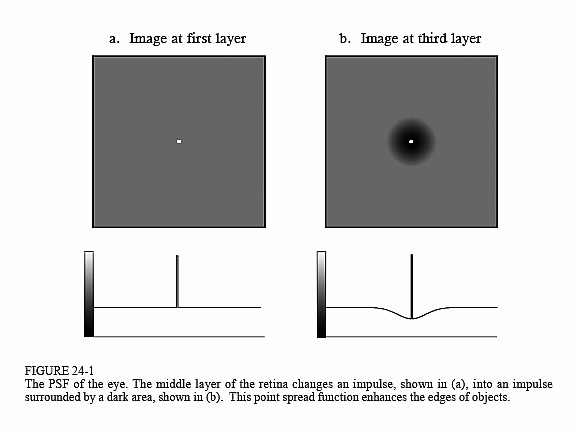 a. Image at first layer
b. Image at third layer
FIGURE 24-1
The PSF of the eye. The middle layer of the retina changes an impulse, shown in (a), into an impulse
surrounded by a dark area, shown in (b). This point spread function enhances the edges of objects.